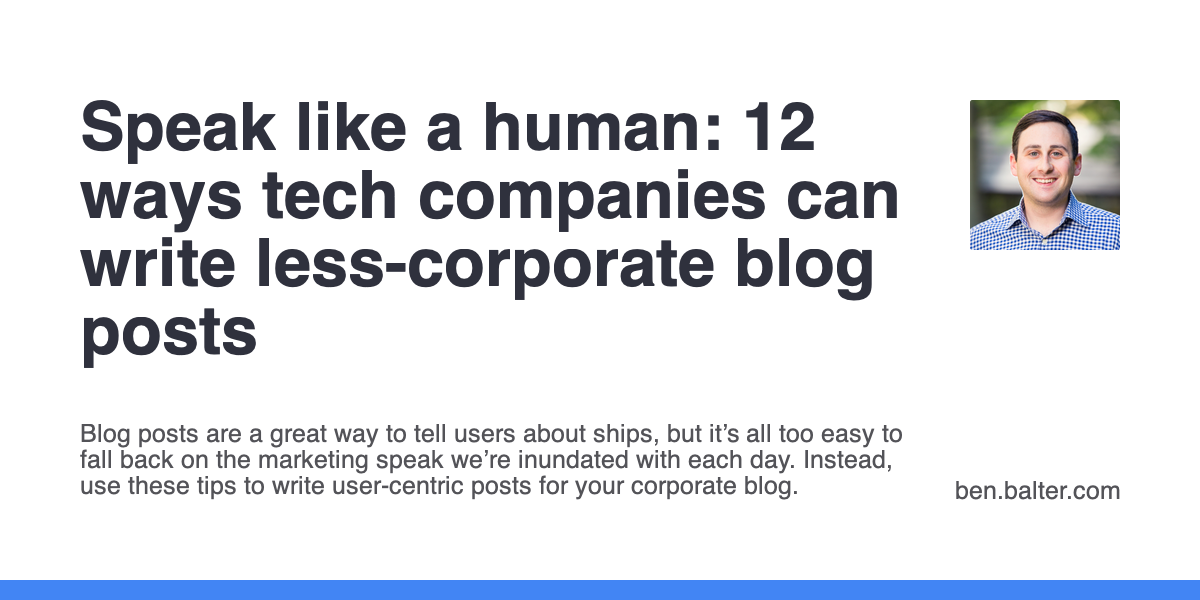 Speak like a human: 12
ways tech companies can
write less-corporate blog
posts
Blog posts are a great way to tell users about ships, but it’s all too easy to
fall back on the marketing speak we’re inundated with each day. Instead,
use these tips to write user-centric posts for your corporate blog.
ben.balter.com